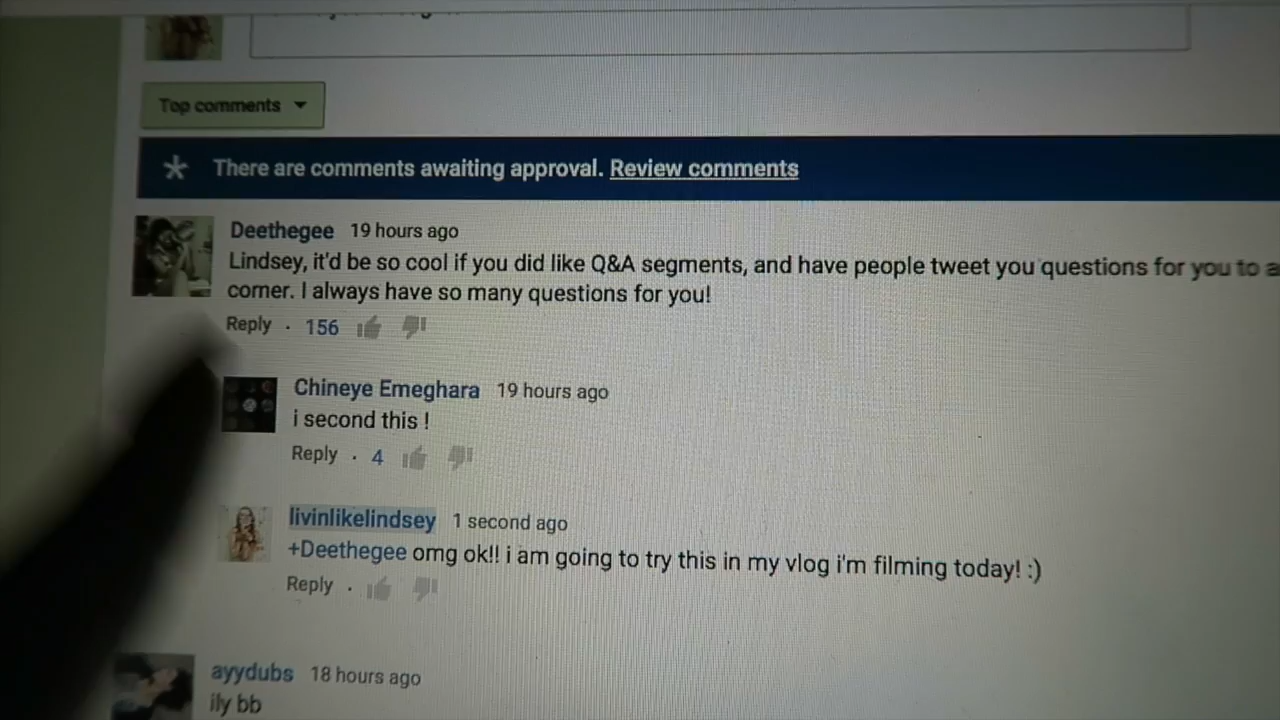 Top comments
There are comments awaiting approval. Review comments
Deethegee 19 hours ago
Lindsey, it'd be so cool if you did like Q&A segments, and have people tweet you questions for you to
corner. I always have so many questions for you!
Reply · 156
Chineye Emeghara 19 hours ago
i second this !
Reply · 4
livinlikelindsey 1 second ago
+Deethegee omg ok!! i am going to try this in my vlog i'm filming today! :)
Reply ·
ayydubs 18 hours ago
ily bb